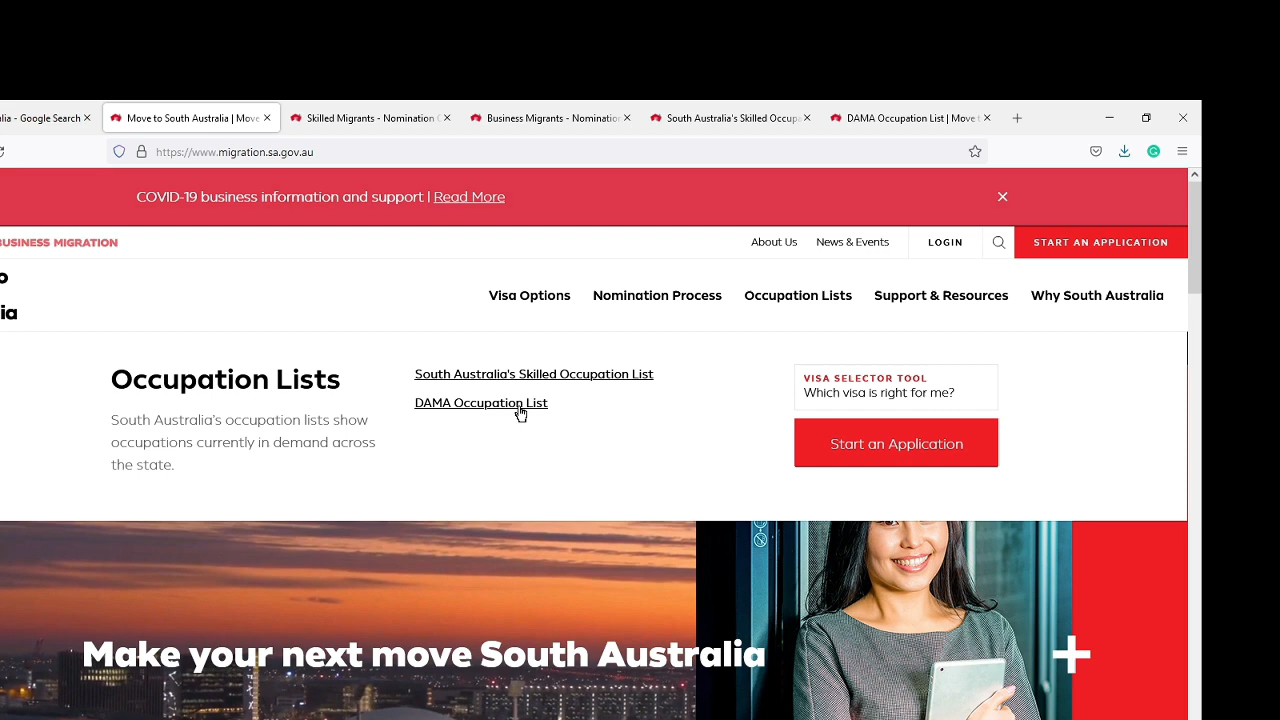 lia - Google Search
Move to South Australia | Move
Skilled Migrants - Nomination
Business Migrants - Nomination
South Australia's Skilled Occupa
DAMA Occupation List | Move
https://www.migration.sa.gov.au
COVID-19 business information and support | Read More
BUSINESS MIGRATION
About Us
News & Events
LOGIN
START AN APPLICATION
o
ia
Visa Options
Nomination Process
Occupation Lists
Support & Resources
Why South Australia
Occupation Lists
South Australia's occupation lists show
occupations currently in demand across
the state.
South Australia's Skilled Occupation List
DAMA Occupation List
VISA SELECTOR TOOL
Which visa is right for me?
Start an Application
Make your next move South Australia